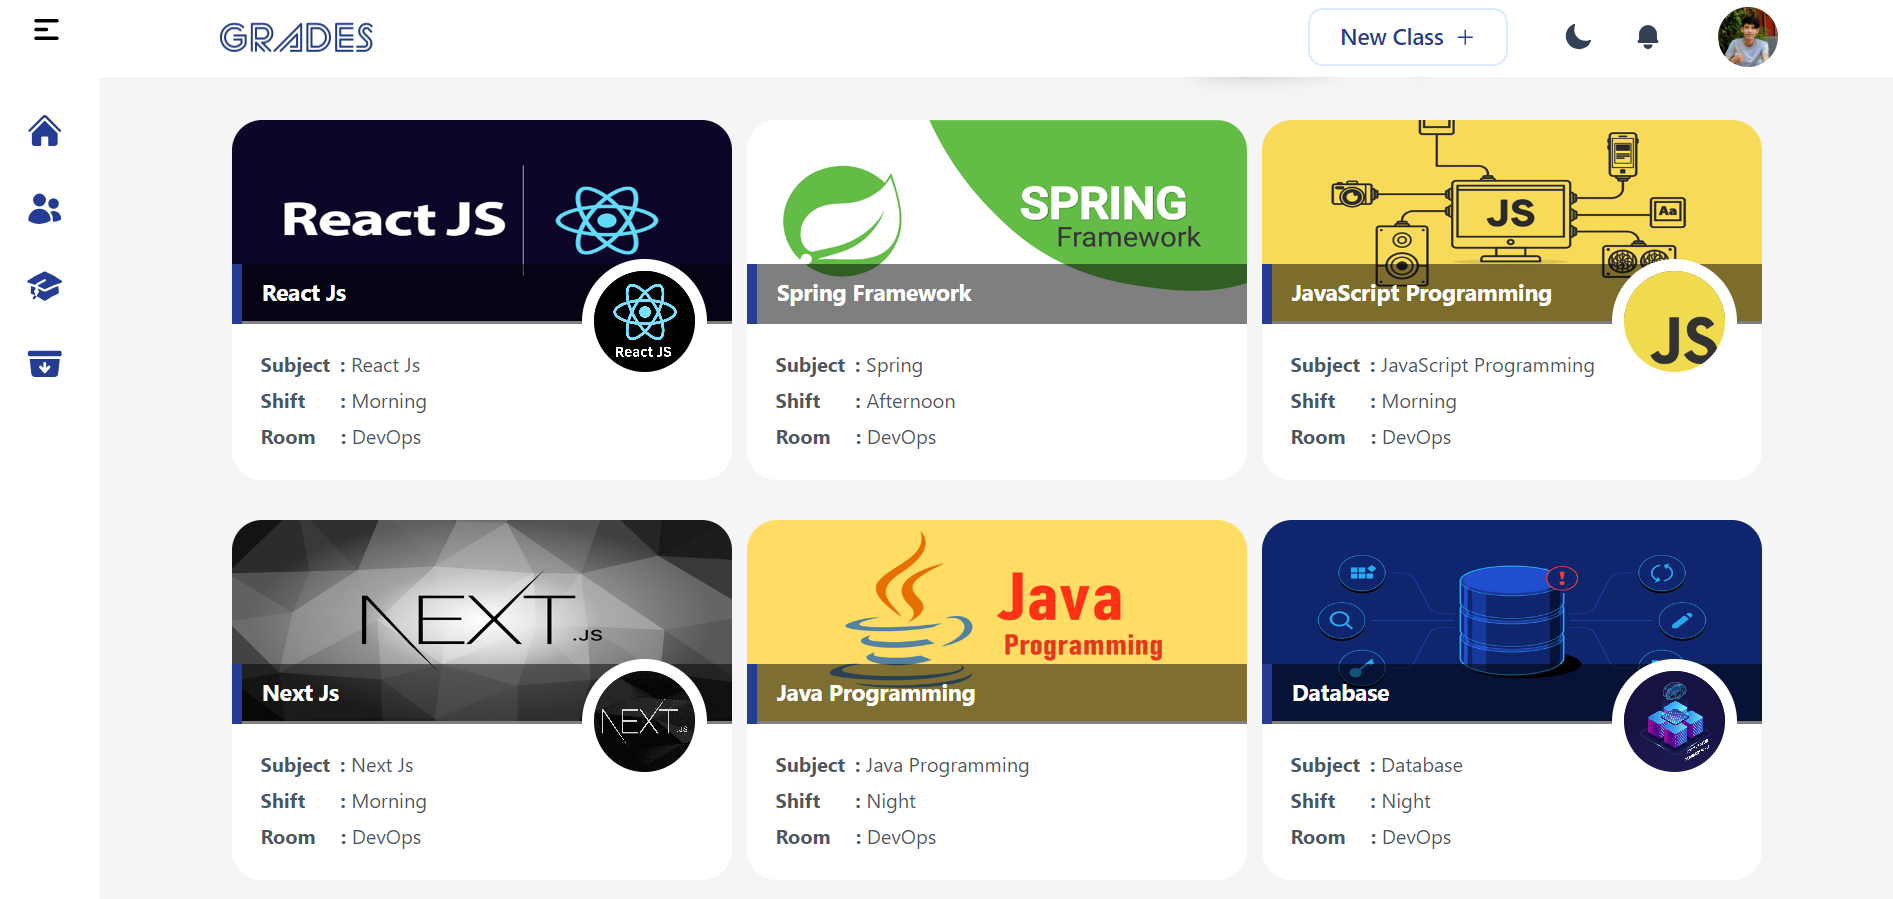 GRADES
New Class +
React JS
React Js
React JS
Subject : React Js
Shift : Morning
Room : DevOps
SPRING
Framework
Spring Framework
Subject : Spring
Shift : Afternoon
Room : DevOps
JS
Aa
JavaScript Programming
JS
Subject : JavaScript Programming
Shift : Morning
Room : DevOps
NEXT.JS
Next Js
NEXT.JS
Subject : Next Js
Shift : Morning
Room : DevOps
Java
Programming
Java Programming
Subject : Java Programming
Shift : Night
Room : DevOps
!
Database
Subject : Database
Shift : Night
Room : DevOps